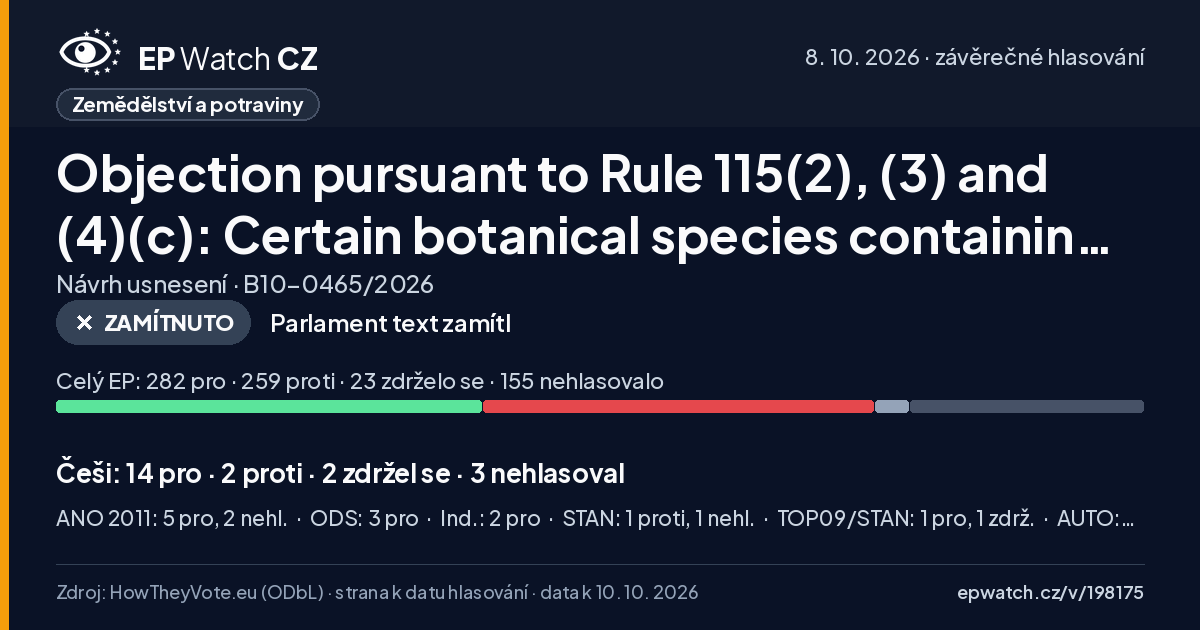 EP Watch CZ
8. 10. 2026 · závěrečné hlasování
Zemědělství a potraviny
Objection pursuant to Rule 115(2), (3) and
(4)(c): Certain botanical species containin…
Návrh usnesení · B10–0465/2026
✕ ZAMÍTNUTO
Parlament text zamítl
Celý EP: 282 pro · 259 proti · 23 zdrželo se · 155 nehlasovalo
Češi: 14 pro · 2 proti · 2 zdržel se · 3 nehlasoval
ANO 2011: 5 pro, 2 nehl. · ODS: 3 pro · Ind.: 2 pro · STAN: 1 proti, 1 nehl. · TOP09/STAN: 1 pro, 1 zdrž. · AUTO:…
Zdroj: HowTheyVote.eu (ODbL) · strana k datu hlasování · data k 10. 10. 2026
epwatch.cz/v/198175